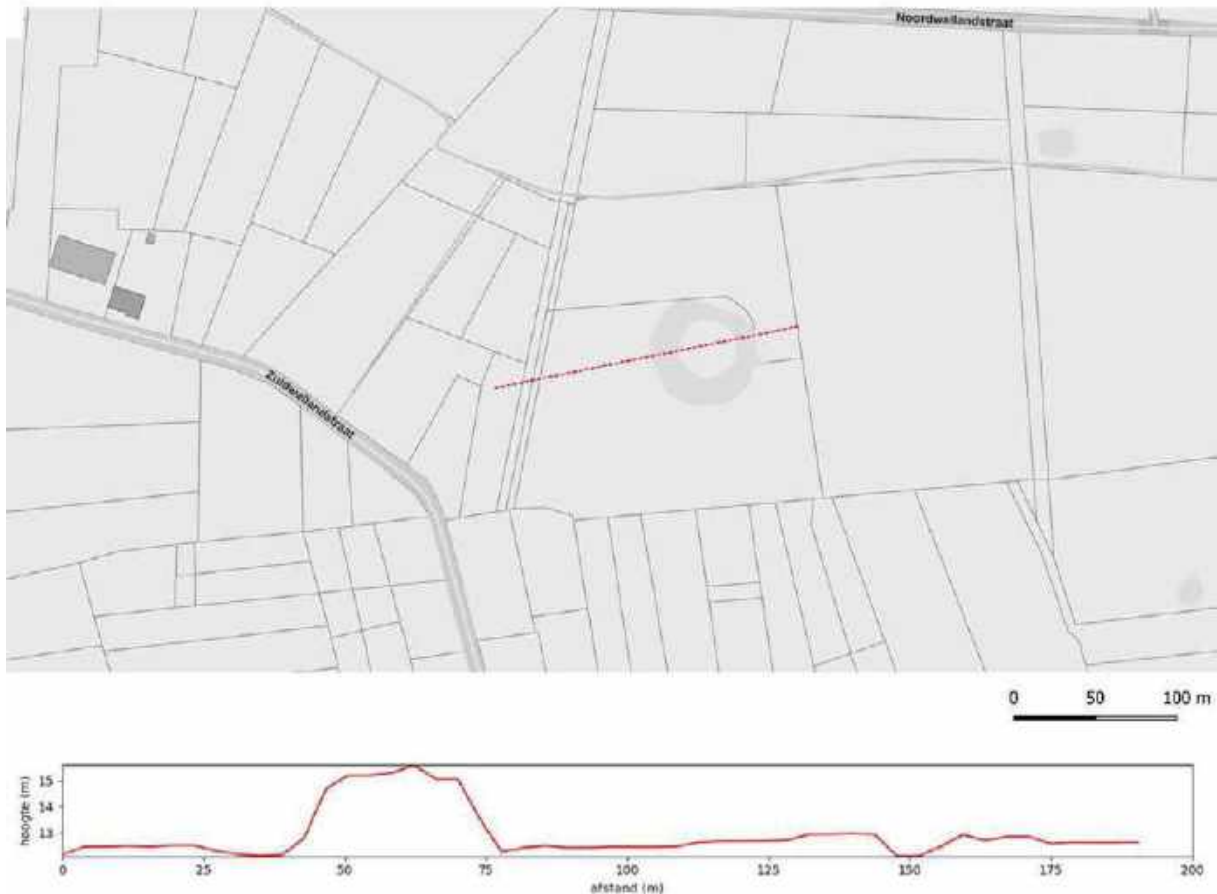 Noordwellandstraat
Zuidwellandstraat
0 50 100 m
hoogte (m)
15
14
13
0 25 50 75 100 125 150 175 200
afstand (m)